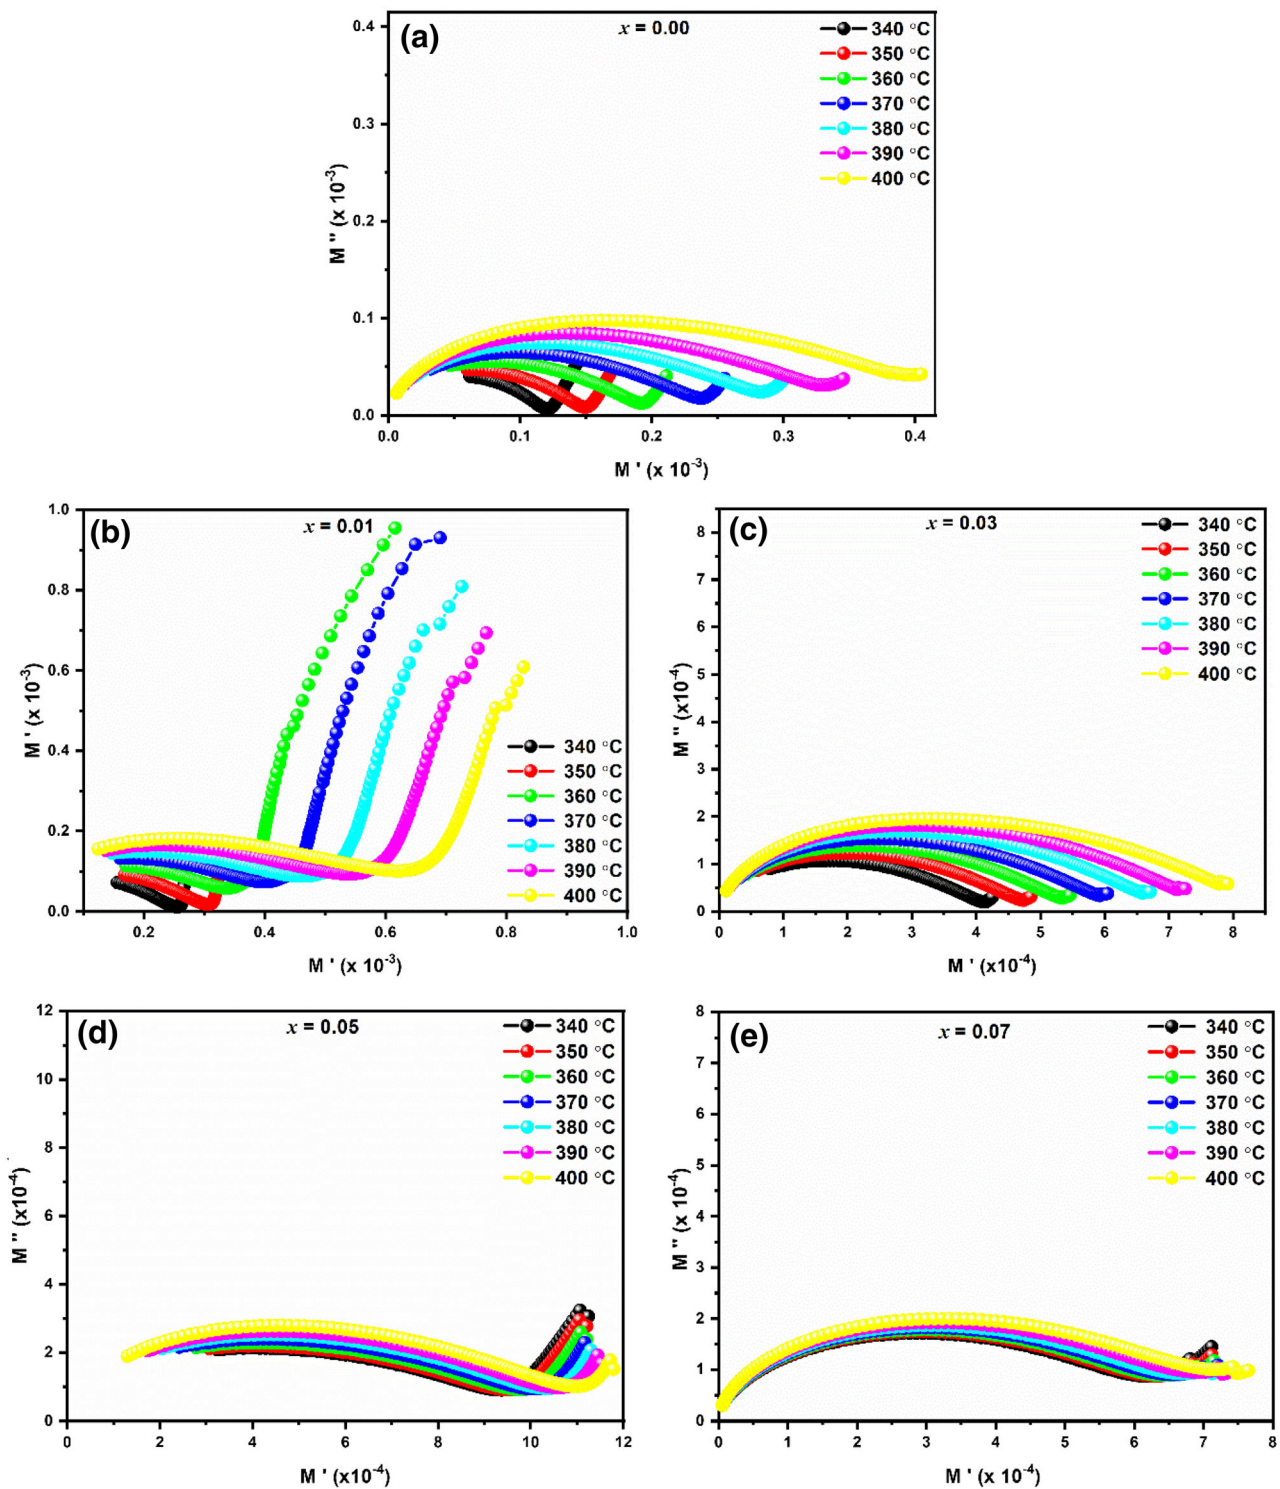 (a)
x = 0.00
340 °C
350 °C
360 °C
370 °C
380 °C
390 °C
400 °C
0.4
0.3
0.2
0.1
0.0
M " (x 10-3)
0.0 0.1 0.2 0.3 0.4
M ' (x 10-3)
(b)
x = 0.01
1.0
0.8
0.6
0.4
0.2
0.0
M ' (x 10-3)
340 °C
350 °C
360 °C
370 °C
380 °C
390 °C
400 °C
0.2 0.4 0.6 0.8 1.0
M ' (x 10-3)
(c)
x = 0.03
340 °C
350 °C
360 °C
370 °C
380 °C
390 °C
400 °C
8
7
6
5
4
3
2
1
0
M " (x10-4)
0 1 2 3 4 5 6 7 8
M ' (x10-4)
(d)
x = 0.05
340 °C
350 °C
360 °C
370 °C
380 °C
390 °C
400 °C
12
10
8
6
4
2
0
M " (x10-4)
0 2 4 6 8 10 12
M ' (x10-4)
(e)
x = 0.07
340 °C
350 °C
360 °C
370 °C
380 °C
390 °C
400 °C
8
7
6
5
4
3
2
1
0
M " (x 10-4)
0 1 2 3 4 5 6 7 8
M ' (x 10-4)